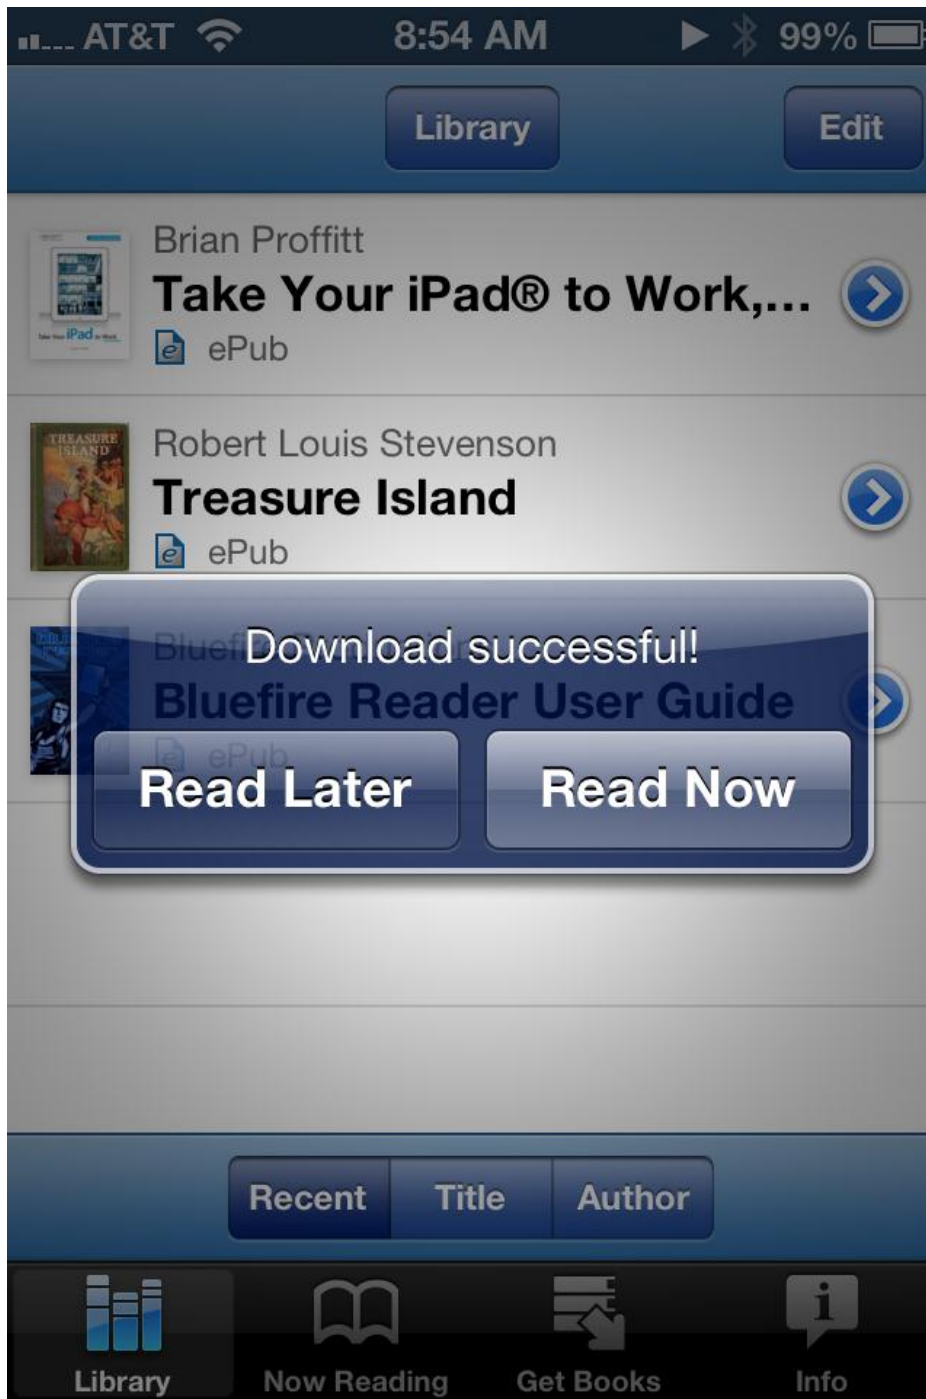 AT&T 8:54 AM 99%
Library Edit
Brian Proffitt
Take Your iPad® to Work,...
ePub
TREASURE
ISLAND
Robert Louis Stevenson
Treasure Island
ePub
Download successful!
Bluefire Reader User Guide
ePub
Read Later Read Now
Recent Title Author
Library Now Reading Get Books Info